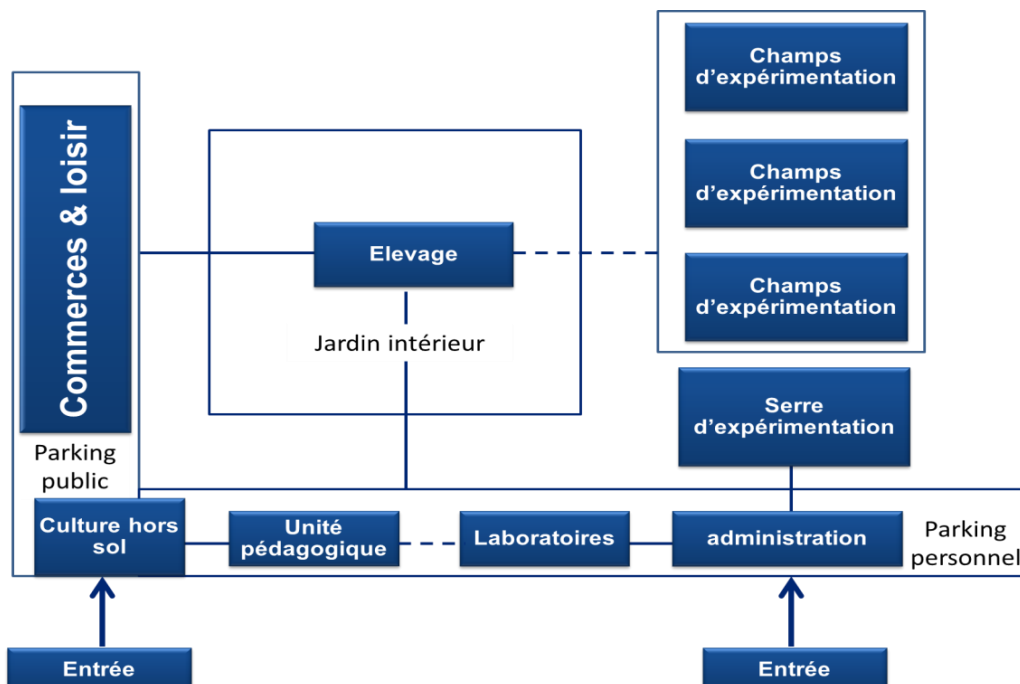 Champs
d'expérimentation
Commerces & loisir
Champs
d'expérimentation
Elevage
Champs
d'expérimentation
Jardin intérieur
Serre
d'expérimentation
Parking
public
Culture hors
sol
Unité
pédagogique
Laboratoires
administration
Parking
personnel
Entrée
Entrée